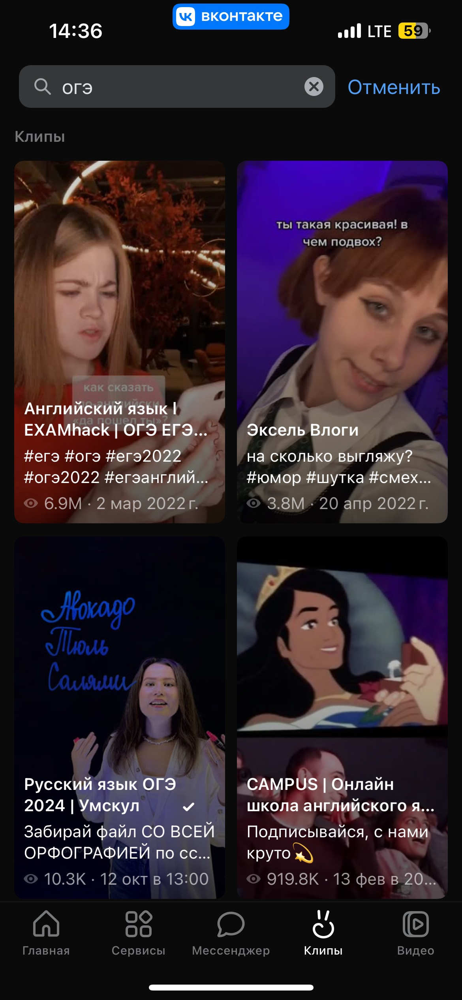 вконтакте
14:36
LTE 59
огэ
Отменить
Клипы
как сказать
по-английски
«да пошел ты»?
Английский язык |
EXAMhack | ОГЭ ЕГЭ...
#егэ #огэ #егэ2022
#огэ2022 #егэанглий...
6.9M · 2 мар 2022 г.
ты такая красивая! в
чем подвох?
Эксель Влоги
на сколько выгляжу?
#юмор #шутка #смех...
3.8M · 20 апр 2022 г.
Авокадо
Тюль
Салями
Русский язык ОГЭ
2024 | Умскул
Забирай файл СО ВСЕЙ
ОРФОГРАФИЕЙ по сс...
10.3K · 12 окт в 13:00
CAMPUS | Онлайн
школа английского я...
Подписывайся, с нами
круто💫
919.8K · 13 фев в 20...
Главная
Сервисы
Мессенджер
Клипы
Видео